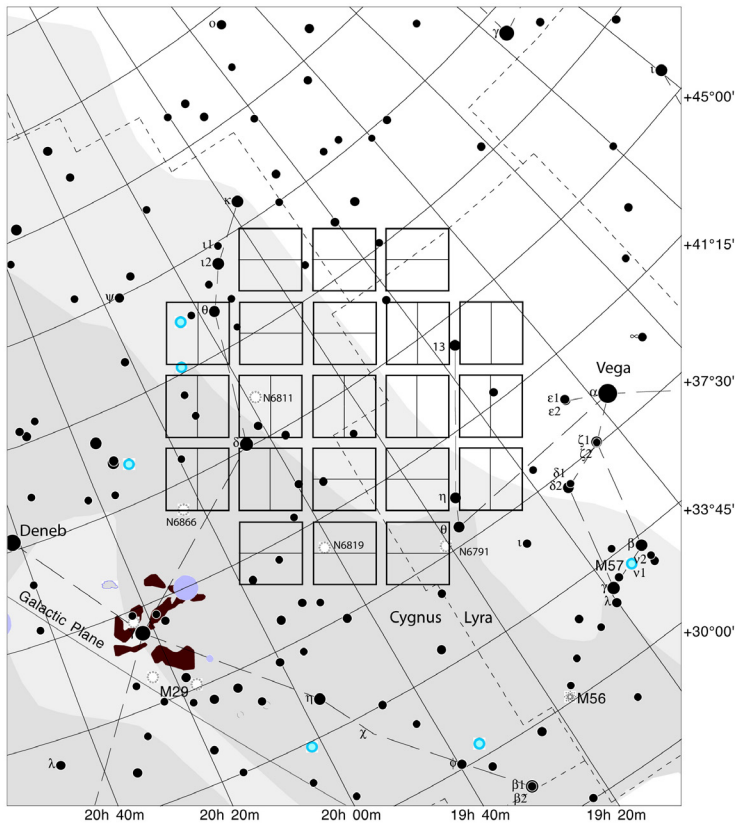 ο
γ
ι
+45°00'
κ
ι1
ι2
+41°15'
ψ
θ
13
∞
Vega
+37°30'
α
ε1
ε2
N6811
δ
ζ1
ζ2
δ1
δ2
η
+33°45'
N6866
Deneb
θ
N6819
N6791
ι
β
M57
ν2
ν1
γ
λ
Galactic Plane
Cygnus
Lyra
+30°00'
M29
η
M56
χ
λ
φ
β1
β2
20h 40m
20h 20m
20h 00m
19h 40m
19h 20m